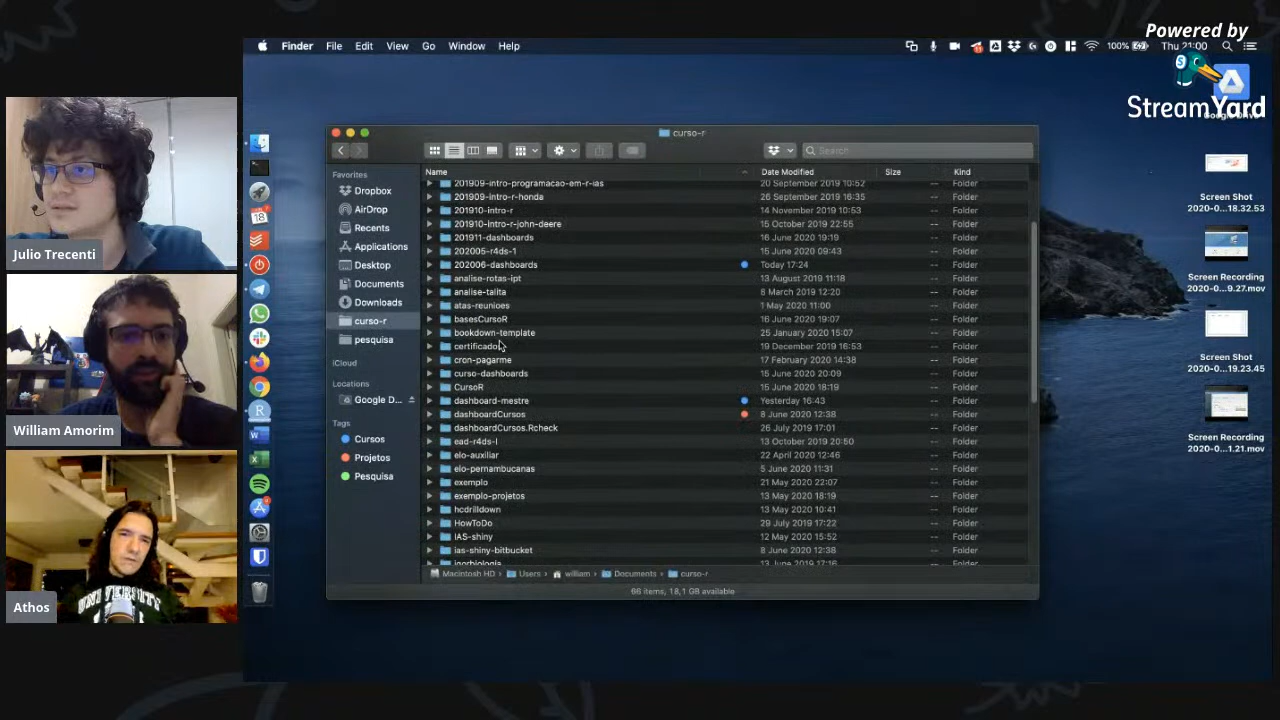 Powered by
StreamYard
Finder File Edit View Go Window Help
100% Thu 21:00
curso-r
Search
Favorites
Dropbox
AirDrop
Recents
Applications
Desktop
Documents
Downloads
curso-r
pesquisa
iCloud
Locations
Google D...
Tags
Cursos
Projetos
Pesquisa
Name Date Modified Size Kind
201909-intro-programacao-em-r-ias 20 September 2019 10:52 -- Folder
201909-intro-r-honda 26 September 2019 16:35 -- Folder
201910-intro-r 14 November 2019 10:53 -- Folder
201910-intro-r-john-deere 15 October 2019 22:55 -- Folder
201911-dashboards 16 June 2020 19:19 -- Folder
202005-r4ds-1 15 June 2020 09:43 -- Folder
202006-dashboards Today 17:24 -- Folder
analise-rotas-ipt 13 August 2019 11:18 -- Folder
analise-talita 8 March 2019 12:20 -- Folder
atas-reunioes 1 May 2020 11:00 -- Folder
basesCursoR 16 June 2020 19:07 -- Folder
bookdown-template 25 January 2020 15:07 -- Folder
certificados 19 December 2019 16:53 -- Folder
cron-pagarme 17 February 2020 14:38 -- Folder
curso-dashboards 15 June 2020 20:09 -- Folder
CursoR 15 June 2020 18:19 -- Folder
dashboard-mestre Yesterday 16:43 -- Folder
dashboardCursos 8 June 2020 12:38 -- Folder
dashboardCursos.Rcheck 26 July 2019 17:01 -- Folder
ead-r4ds-I 13 October 2019 20:50 -- Folder
elo-auxiliar 22 April 2020 12:46 -- Folder
elo-pernambucanas 5 June 2020 11:31 -- Folder
exemplo 21 May 2020 22:07 -- Folder
exemplo-projetos 13 May 2020 18:19 -- Folder
hcdrilldown 13 May 2020 10:41 -- Folder
HowToDo 29 July 2019 17:22 -- Folder
IAS-shiny 12 May 2020 15:52 -- Folder
ias-shiny-bitbucket 8 June 2020 12:38 -- Folder
igorbiologia 13 June 2019 17:16 -- Folder
Macintosh HD Users william Documents curso-r
66 items, 18,1 GB available
Screen Shot
2020-0...18.32.53
Screen Recording
2020-0...9.27.mov
Screen Shot
2020-0...19.23.45
Screen Recording
2020-0...1.21.mov
Julio Trecenti
William Amorim
UNIVERSITY
Athos